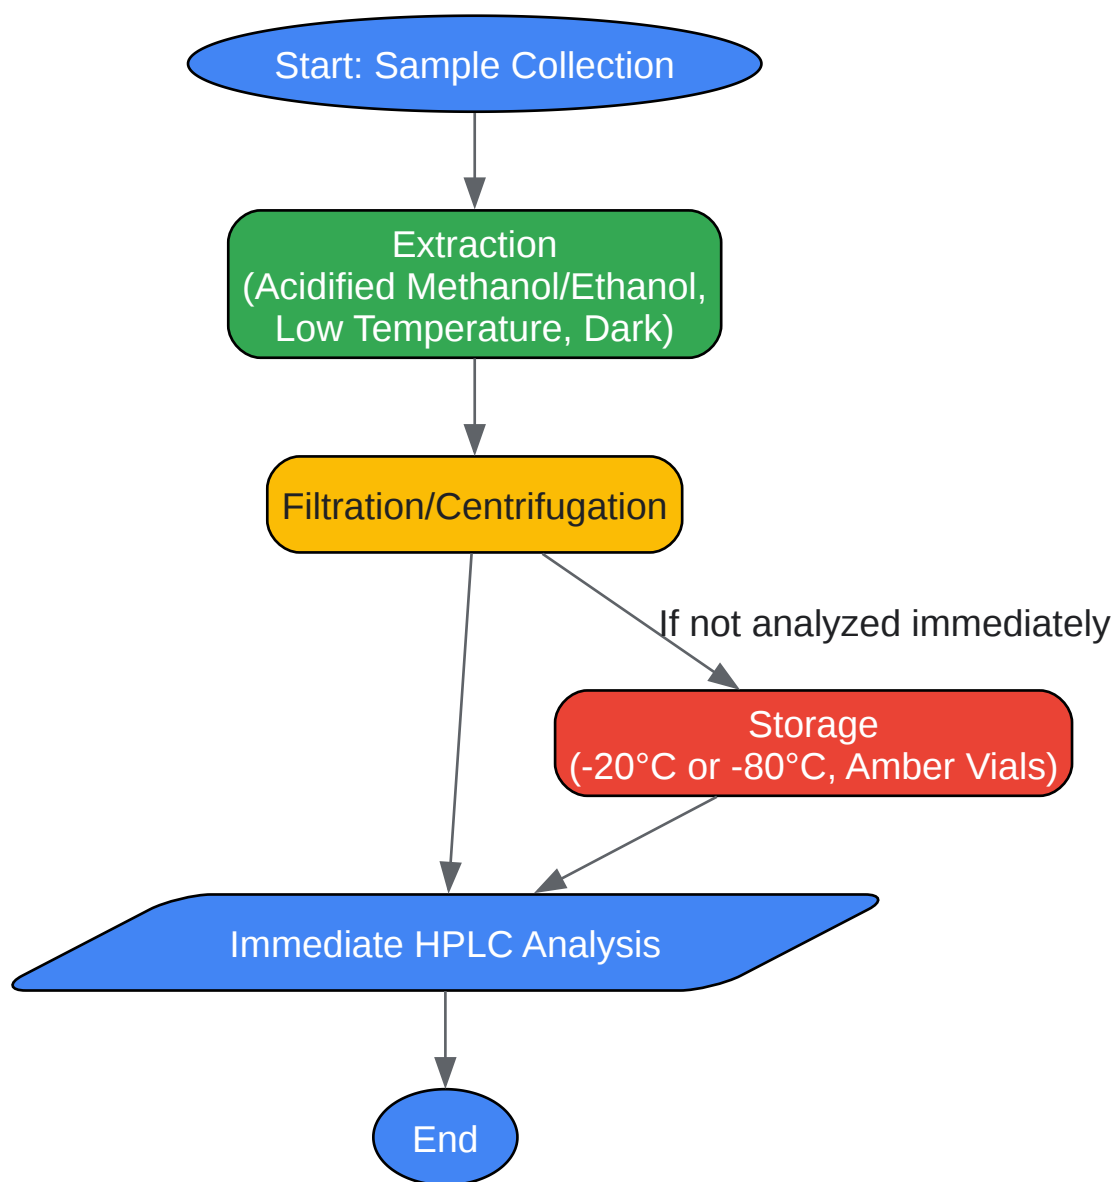 Start: Sample Collection
Extraction
(Acidified Methanol/Ethanol,
Low Temperature, Dark)
Filtration/Centrifugation
If not analyzed immediately
Storage
(-20°C or -80°C, Amber Vials)
Immediate HPLC Analysis
End